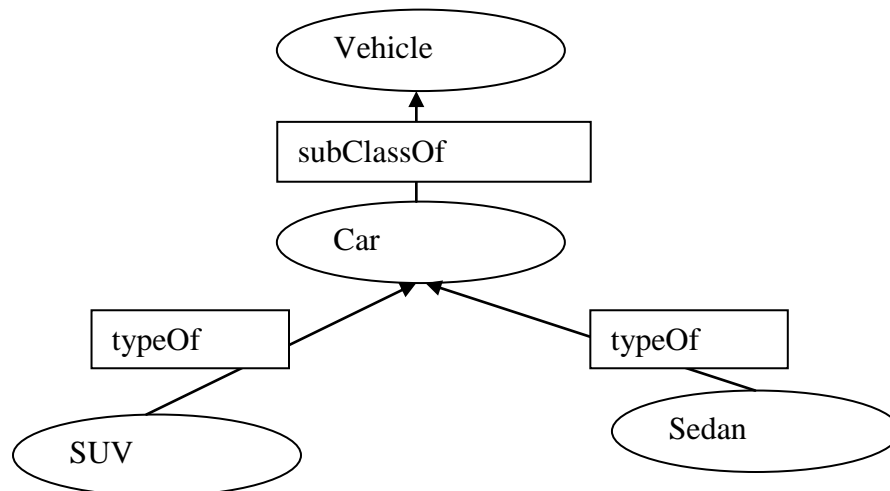 Vehicle
subClassOf
Car
typeOf
typeOf
SUV
Sedan